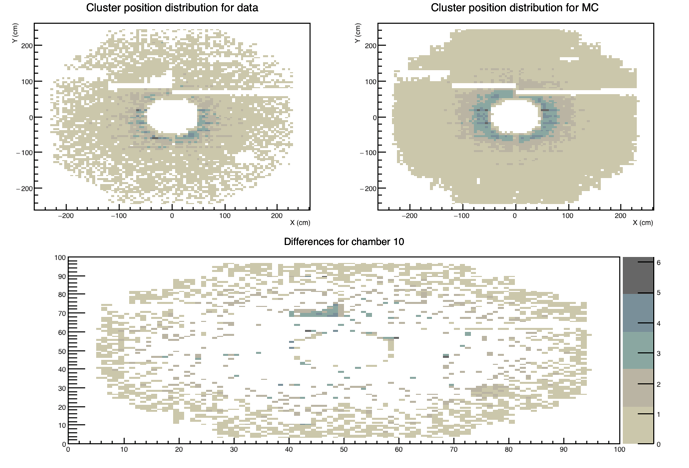 Cluster position distribution for data
Cluster position distribution for MC
Y (cm)
200
100
0
−100
−200
−200 −100 0 100 200
X (cm)
Y (cm)
200
100
0
−100
−200
−200 −100 0 100 200
X (cm)
Differences for chamber 10
100
90
80
70
60
50
40
30
20
10
0
0 10 20 30 40 50 60 70 80 90 100
6
5
4
3
2
1
0